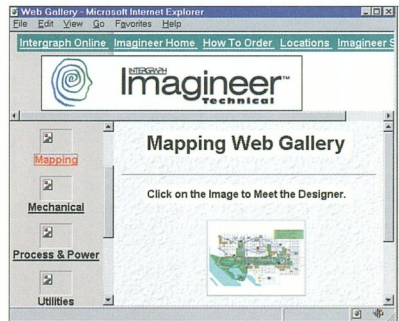 Web Gallery - Microsoft Internet Explorer
File Edit View Go Favorites Help
Intergraph Online Imagineer Home How To Order Locations Imagineer S
INTERGRAPH
Imagineer™
Technical
Mapping
Mechanical
Process & Power
Utilities
Mapping Web Gallery
Click on the Image to Meet the Designer.